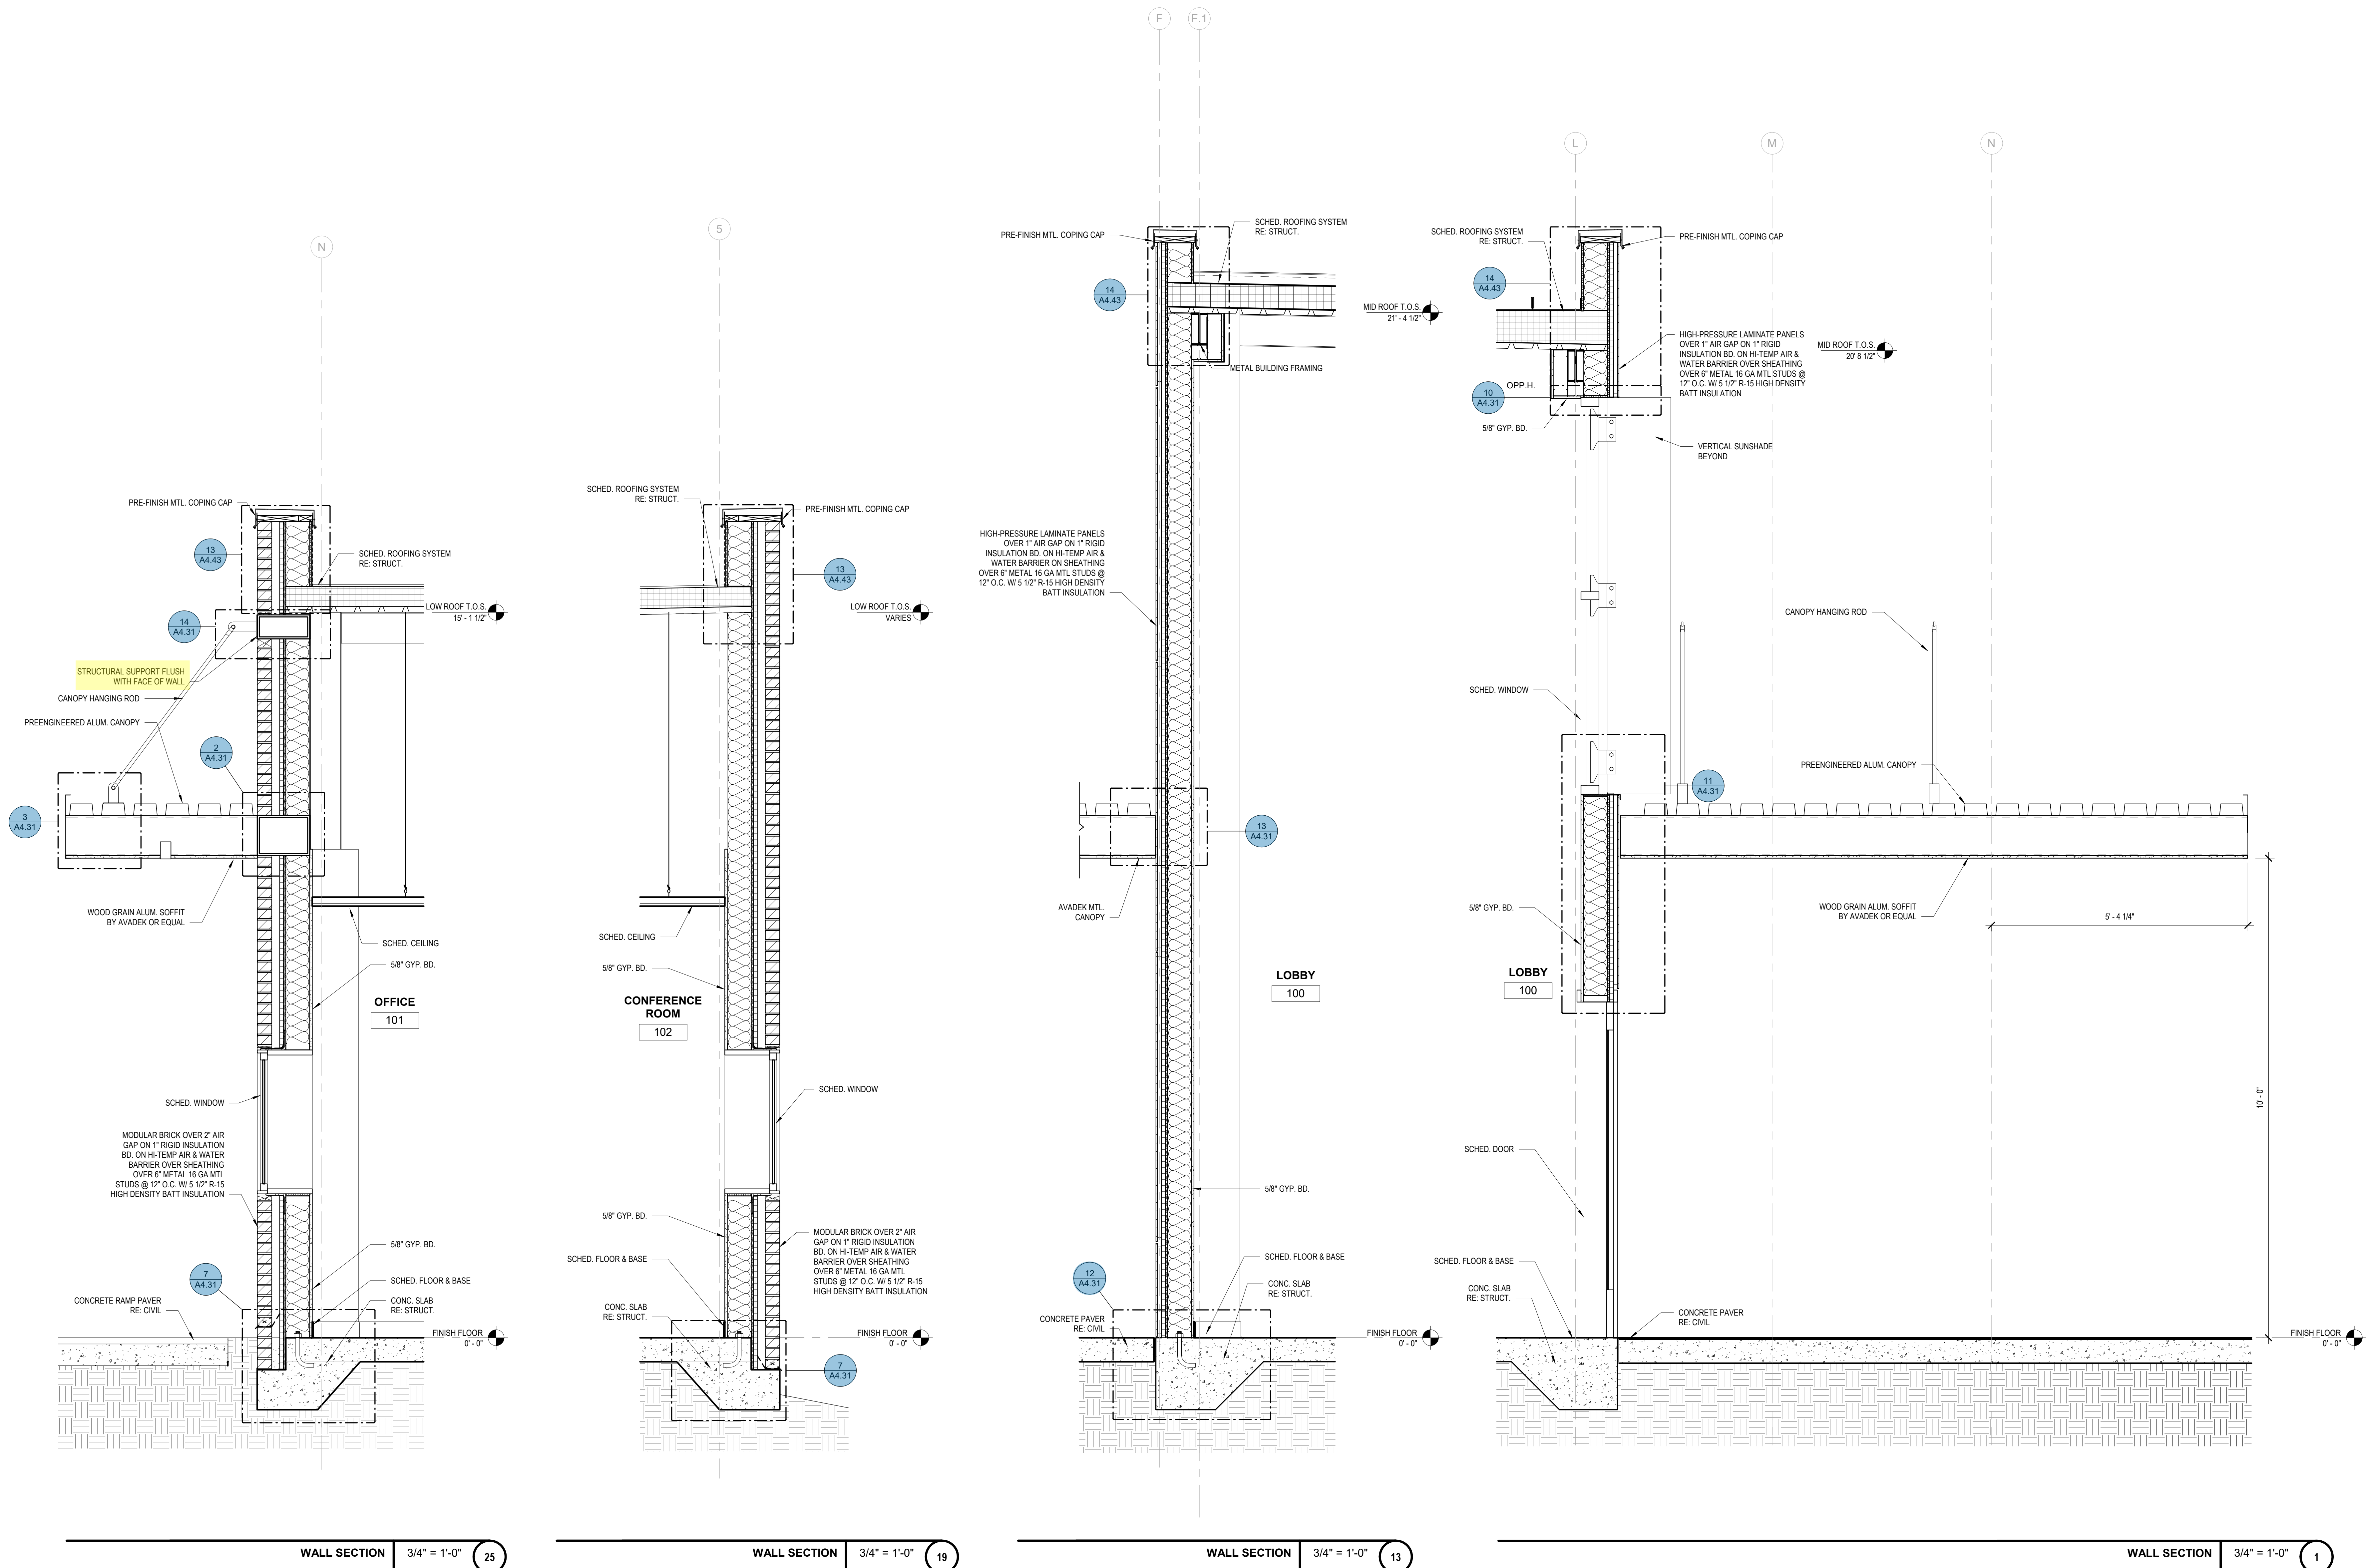 N
PRE-FINISH MTL. COPING CAP
13
A4.43
SCHED. ROOFING SYSTEM
RE: STRUCT.
LOW ROOF T.O.S.
15' - 1 1/2"
14
A4.31
STRUCTURAL SUPPORT FLUSH
WITH FACE OF WALL
CANOPY HANGING ROD
PREENGINEERED ALUM. CANOPY
2
A4.31
3
A4.31
WOOD GRAIN ALUM. SOFFIT
BY AVADEK OR EQUAL
SCHED. CEILING
5/8" GYP. BD.
OFFICE
101
SCHED. WINDOW
MODULAR BRICK OVER 2" AIR
GAP ON 1" RIGID INSULATION
BD. ON HI-TEMP AIR & WATER
BARRIER OVER SHEATHING
OVER 6" METAL 16 GA MTL
STUDS @ 12" O.C. W/ 5 1/2" R-15
HIGH DENSITY BATT INSULATION
5/8" GYP. BD.
7
A4.31
SCHED. FLOOR & BASE
CONCRETE RAMP PAVER
RE: CIVIL
CONC. SLAB
RE: STRUCT.
FINISH FLOOR
0' - 0"
WALL SECTION
3/4" = 1'-0"
25
5
SCHED. ROOFING SYSTEM
RE: STRUCT.
PRE-FINISH MTL. COPING CAP
13
A4.43
LOW ROOF T.O.S.
VARIES
SCHED. CEILING
5/8" GYP. BD.
CONFERENCE
ROOM
102
SCHED. WINDOW
5/8" GYP. BD.
MODULAR BRICK OVER 2" AIR
GAP ON 1" RIGID INSULATION
BD. ON HI-TEMP AIR & WATER
BARRIER OVER SHEATHING
OVER 6" METAL 16 GA MTL
STUDS @ 12" O.C. W/ 5 1/2" R-15
HIGH DENSITY BATT INSULATION
SCHED. FLOOR & BASE
CONC. SLAB
RE: STRUCT.
FINISH FLOOR
0' - 0"
7
A4.31
WALL SECTION
3/4" = 1'-0"
19
F
F.1
PRE-FINISH MTL. COPING CAP
SCHED. ROOFING SYSTEM
RE: STRUCT.
14
A4.43
MID ROOF T.O.S.
21' - 4 1/2"
METAL BUILDING FRAMING
HIGH-PRESSURE LAMINATE PANELS
OVER 1" AIR GAP ON 1" RIGID
INSULATION BD. ON HI-TEMP AIR &
WATER BARRIER ON SHEATHING
OVER 6" METAL 16 GA MTL STUDS @
12" O.C. W/ 5 1/2" R-15 HIGH DENSITY
BATT INSULATION
13
A4.31
AVADEK MTL.
CANOPY
LOBBY
100
5/8" GYP. BD.
SCHED. FLOOR & BASE
12
A4.31
CONC. SLAB
RE: STRUCT.
CONCRETE PAVER
RE: CIVIL
FINISH FLOOR
0' - 0"
WALL SECTION
3/4" = 1'-0"
13
L
M
N
SCHED. ROOFING SYSTEM
RE: STRUCT.
PRE-FINISH MTL. COPING CAP
14
A4.43
HIGH-PRESSURE LAMINATE PANELS
OVER 1" AIR GAP ON 1" RIGID
INSULATION BD. ON HI-TEMP AIR &
WATER BARRIER OVER SHEATHING
OVER 6" METAL 16 GA MTL STUDS @
12" O.C. W/ 5 1/2" R-15 HIGH DENSITY
BATT INSULATION
MID ROOF T.O.S.
20' 8 1/2"
OPP.H.
10
A4.31
5/8" GYP. BD.
VERTICAL SUNSHADE
BEYOND
CANOPY HANGING ROD
SCHED. WINDOW
PREENGINEERED ALUM. CANOPY
11
A4.31
5/8" GYP. BD.
WOOD GRAIN ALUM. SOFFIT
BY AVADEK OR EQUAL
5' - 4 1/4"
LOBBY
100
10' - 0"
SCHED. DOOR
SCHED. FLOOR & BASE
CONC. SLAB
RE: STRUCT.
CONCRETE PAVER
RE: CIVIL
FINISH FLOOR
0' - 0"
WALL SECTION
3/4" = 1'-0"
1